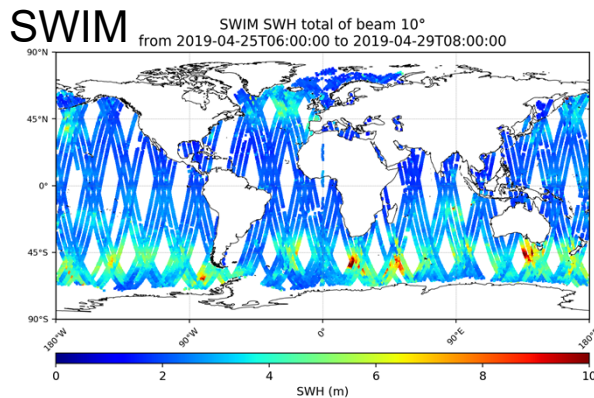 SWIM
SWIM SWH total of beam 10°
from 2019-04-25T06:00:00 to 2019-04-29T08:00:00
90°N
45°N
0°
45°S
90°S
180°W 90°W 0° 90°E 180°
0 2 4 6 8 10
SWH (m)